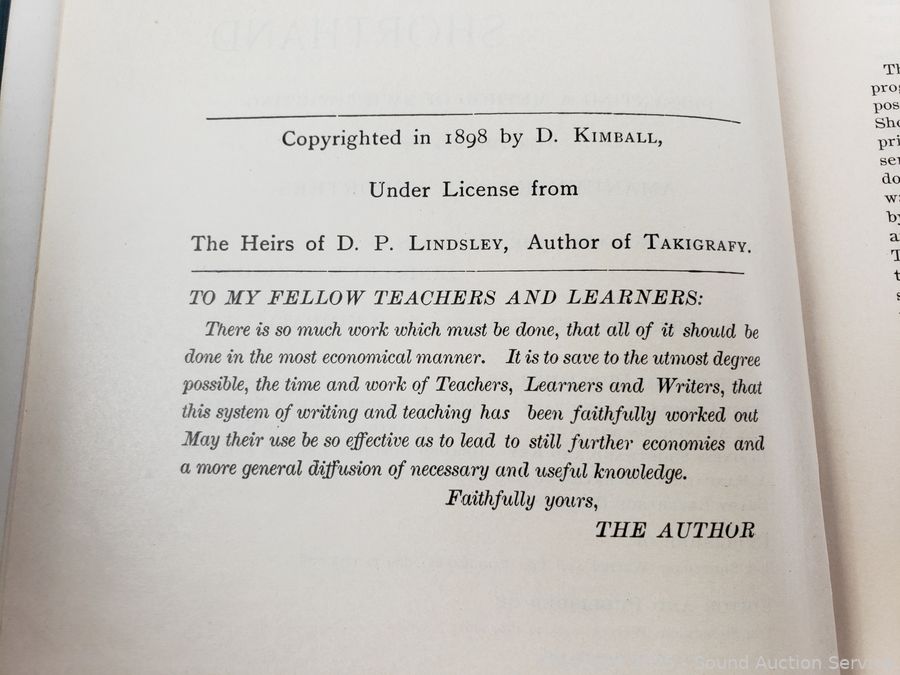 SHORTHAND
Copyrighted in 1898 by D. KIMBALL,
Under License from
The Heirs of D. P. LINDSLEY, Author of TAKIGRAFY.
TO MY FELLOW TEACHERS AND LEARNERS:
There is so much work which must be done, that all of it should be
done in the most economical manner. It is to save to the utmost degree
possible, the time and work of Teachers, Learners and Writers, that
this system of writing and teaching has been faithfully worked out
May their use be so effective as to lead to still further economies and
a more general diffusion of necessary and useful knowledge.
Faithfully yours,
THE AUTHOR
Sound Auction Service